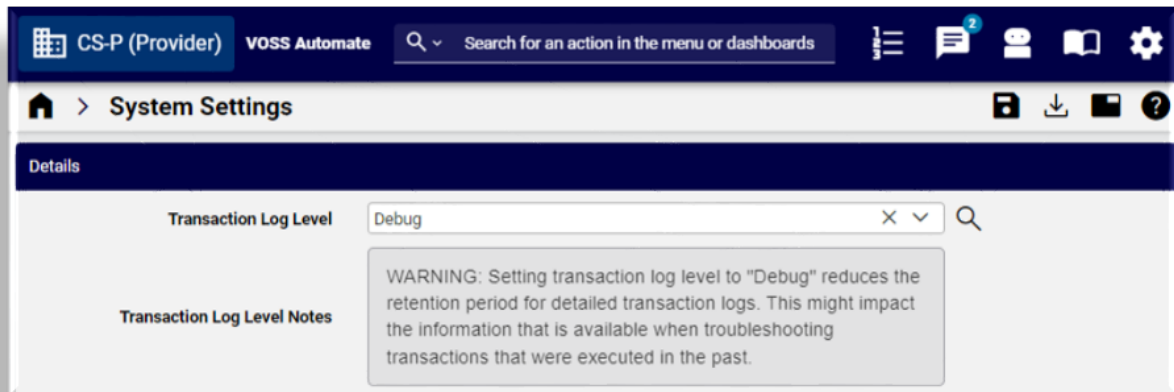 CS-P (Provider) VOSS Automate Search for an action in the menu or dashboards 2
> System Settings
Details
Transaction Log Level Debug
WARNING: Setting transaction log level to "Debug" reduces the
retention period for detailed transaction logs. This might impact
Transaction Log Level Notes
the information that is available when troubleshooting
transactions that were executed in the past.